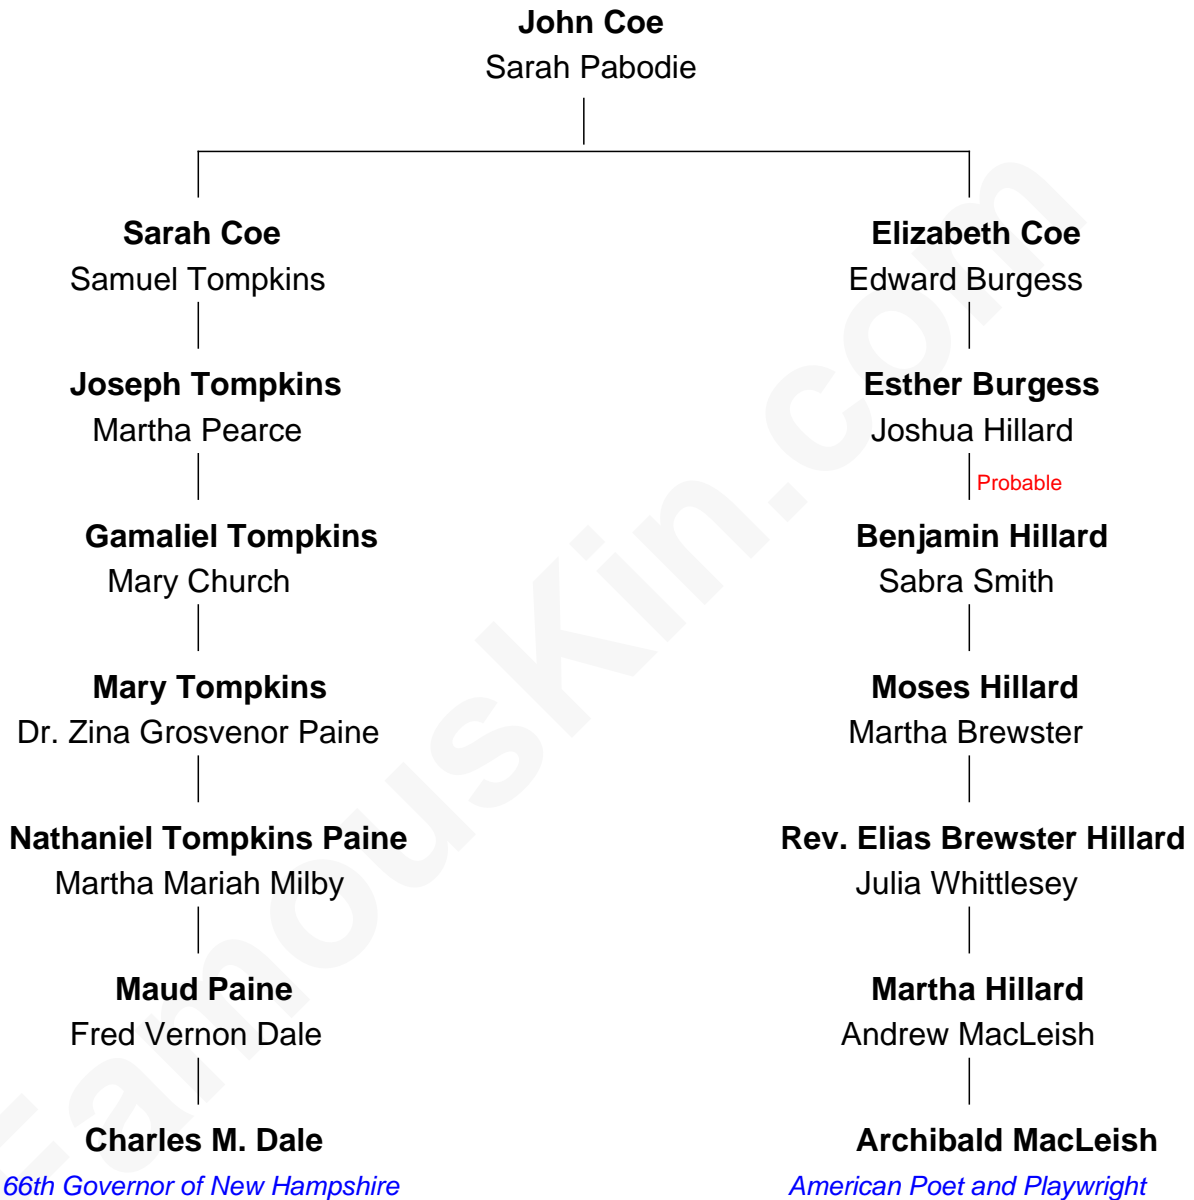 John Coe
Sarah Pabodie
Sarah Coe
Samuel Tompkins
Joseph Tompkins
Martha Pearce
Gamaliel Tompkins
Mary Church
Mary Tompkins
Dr. Zina Grosvenor Paine
Nathaniel Tompkins Paine
Martha Mariah Milby
Maud Paine
Fred Vernon Dale
Charles M. Dale
66th Governor of New Hampshire
Elizabeth Coe
Edward Burgess
Esther Burgess
Joshua Hillard
Probable
Benjamin Hillard
Sabra Smith
Moses Hillard
Martha Brewster
Rev. Elias Brewster Hillard
Julia Whittlesey
Martha Hillard
Andrew MacLeish
Archibald MacLeish
American Poet and Playwright
FamousKin.com